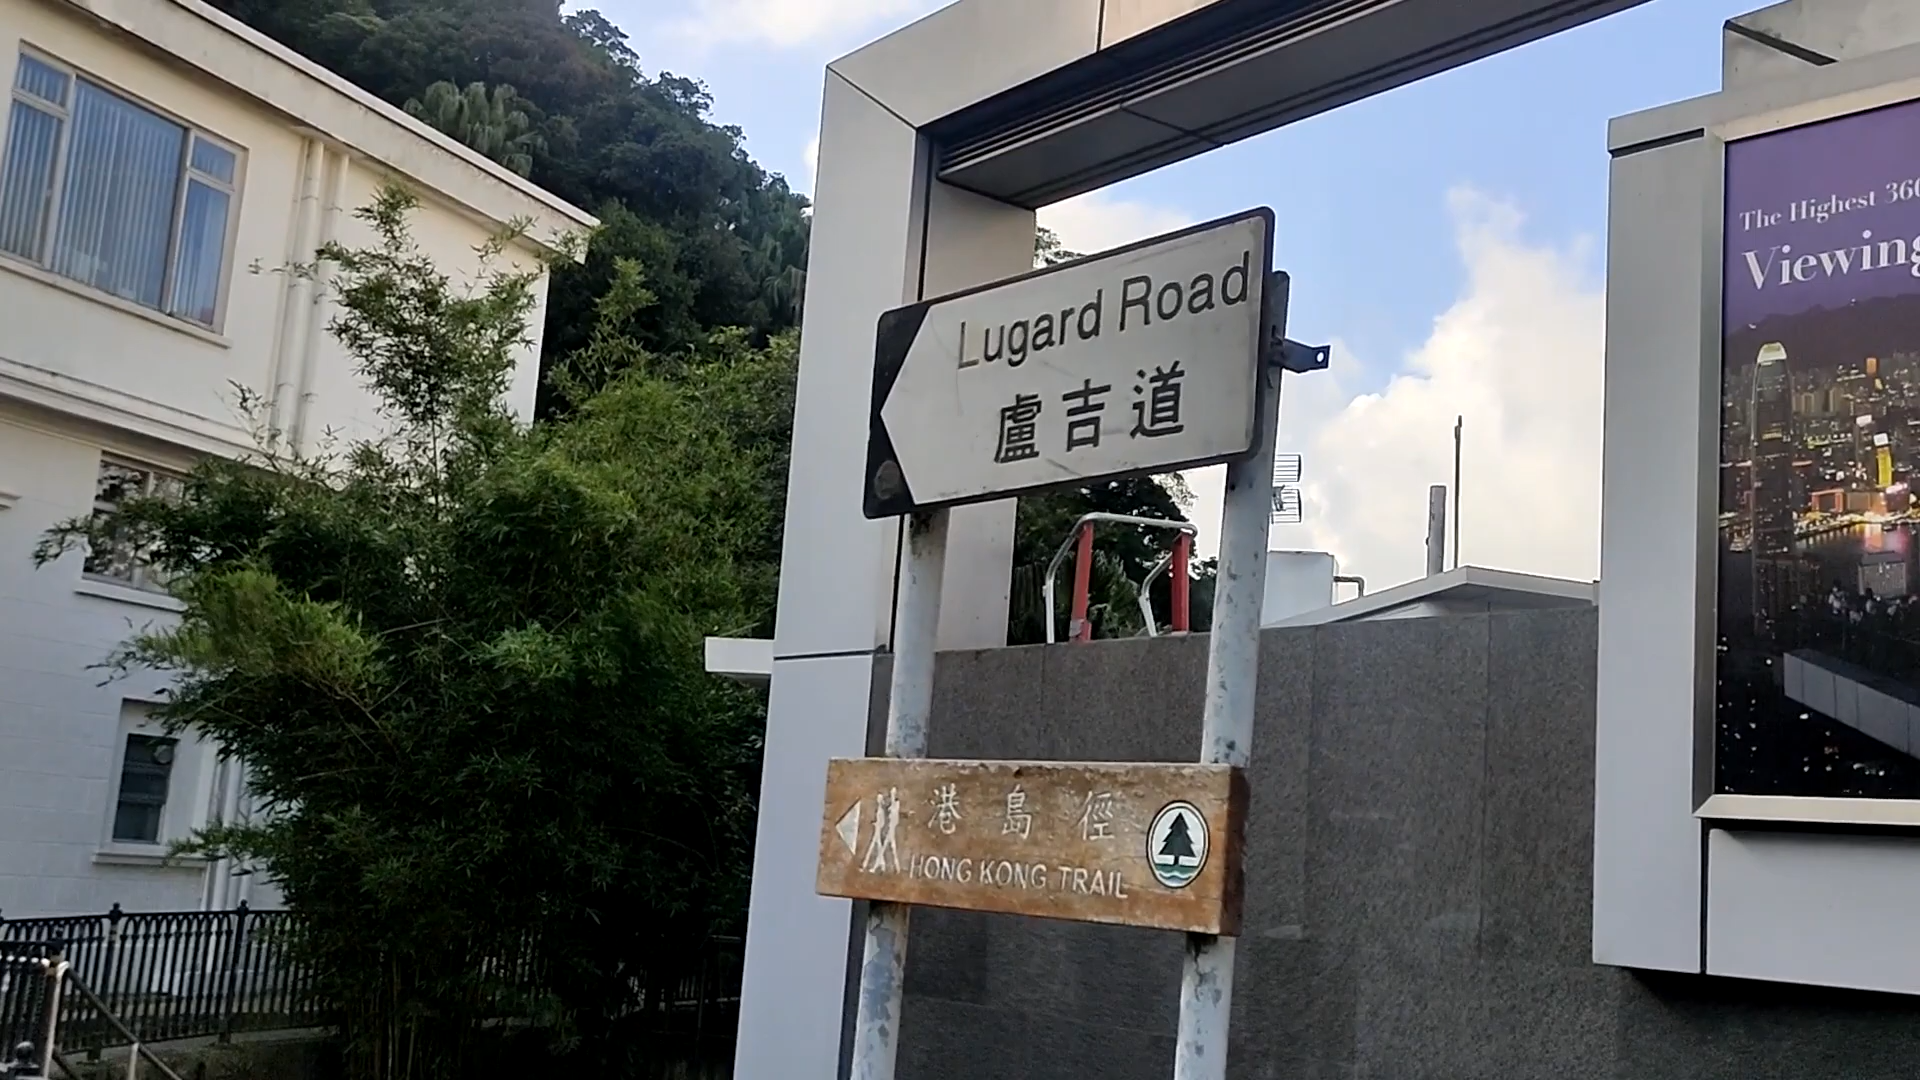 Lugard Road
盧吉道
港島徑
HONG KONG TRAIL
The Highest 360
Viewing